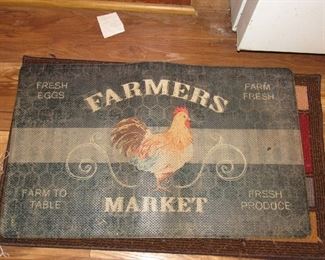 FRESH
EGGS
FARMERS
FARM
FRESH
FARM TO
TABLE
MARKET
FRESH
PRODUCE